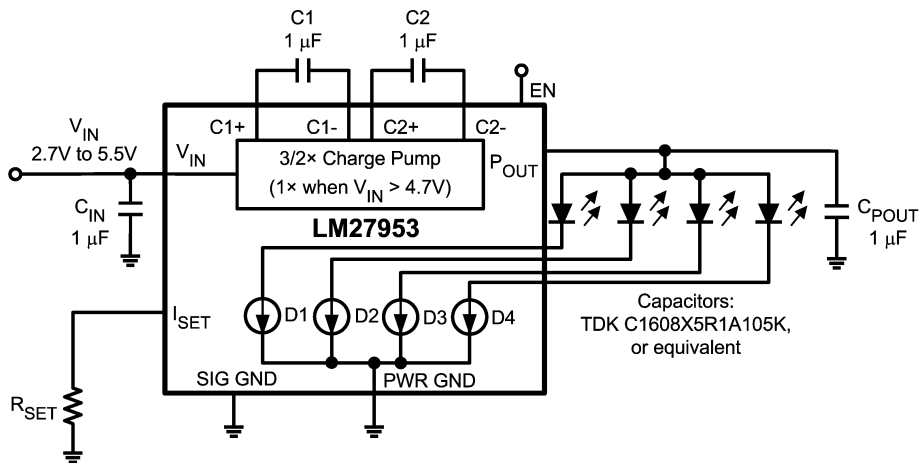 C1
1 μF
C2
1 μF
EN
C1+
C1-
C2+
C2-
V_IN
2.7V to 5.5V
V_IN
3/2× Charge Pump
(1× when V_IN > 4.7V)
P_OUT
LM27953
C_IN
1 μF
C_POUT
1 μF
I_SET
D1
D2
D3
D4
Capacitors:
TDK C1608X5R1A105K,
or equivalent
SIG GND
PWR GND
R_SET